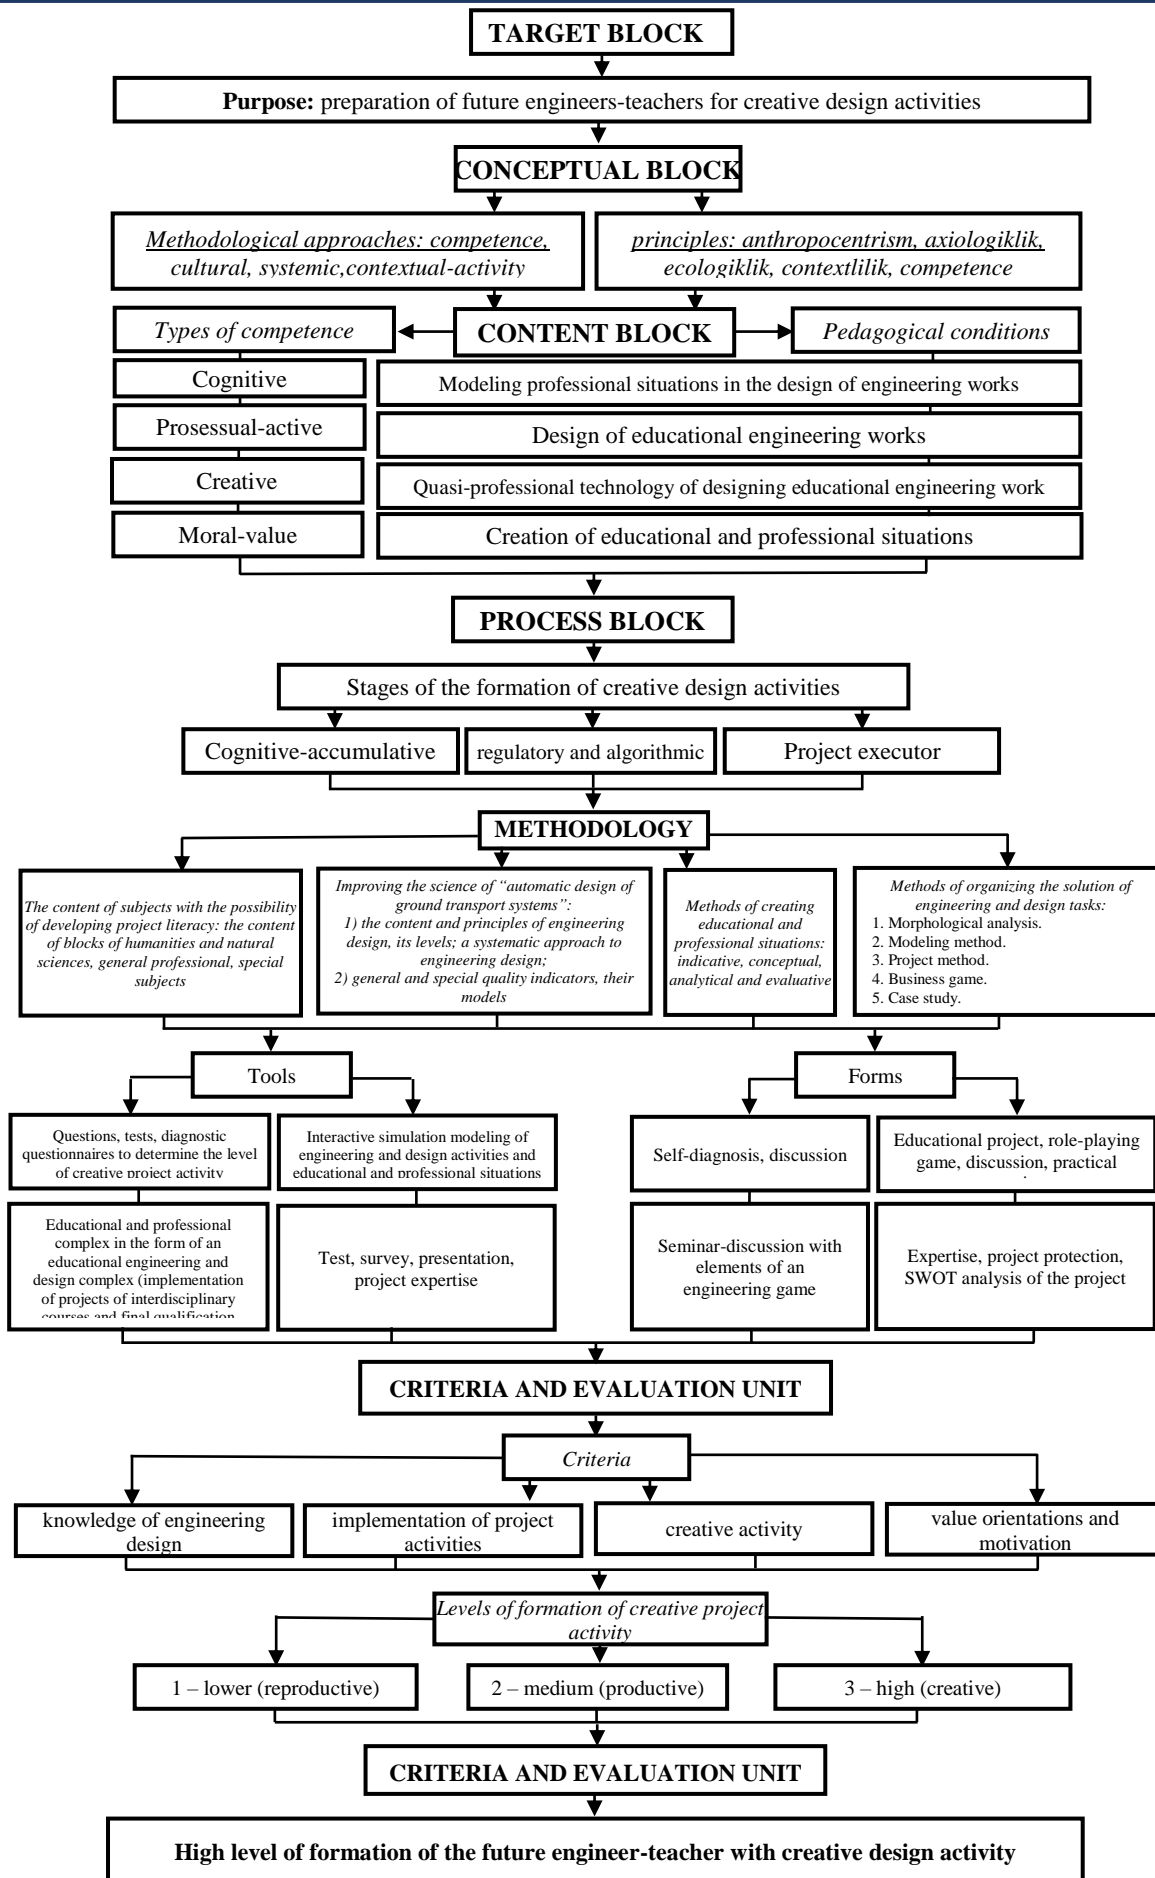 TARGET BLOCK
Purpose: preparation of future engineers-teachers for creative design activities
CONCEPTUAL BLOCK
Methodological approaches: competence,
cultural, systemic,contextual-activity
principles: anthropocentrism, axiologiklik,
ecologiklik, contextlilik, competence
Types of competence
CONTENT BLOCK
Pedagogical conditions
Cognitive
Modeling professional situations in the design of engineering works
Prosessual-active
Design of educational engineering works
Creative
Quasi-professional technology of designing educational engineering work
Moral-value
Creation of educational and professional situations
PROCESS BLOCK
Stages of the formation of creative design activities
Cognitive-accumulative
regulatory and algorithmic
Project executor
METHODOLOGY
The content of subjects with the possibility
of developing project literacy: the content
of blocks of humanities and natural
sciences, general professional, special
subjects
Improving the science of “automatic design of
ground transport systems”:
1) the content and principles of engineering
design, its levels; a systematic approach to
engineering design;
2) general and special quality indicators, their
models
Methods of creating
educational and
professional situations:
indicative, conceptual,
analytical and evaluative
Methods of organizing the solution of
engineering and design tasks:
1. Morphological analysis.
2. Modeling method.
3. Project method.
4. Business game.
5. Case study.
Tools
Forms
Questions, tests, diagnostic
questionnaires to determine the level
of creative project activity
Interactive simulation modeling of
engineering and design activities and
educational and professional situations
Self-diagnosis, discussion
Educational project, role-playing
game, discussion, practical
Educational and professional
complex in the form of an
educational engineering and
design complex (implementation
of projects of interdisciplinary
courses and final qualification
Test, survey, presentation,
project expertise
Seminar-discussion with
elements of an
engineering game
Expertise, project protection,
SWOT analysis of the project
CRITERIA AND EVALUATION UNIT
Criteria
knowledge of engineering
design
implementation of project
activities
creative activity
value orientations and
motivation
Levels of formation of creative project
activity
1 – lower (reproductive)
2 – medium (productive)
3 – high (creative)
CRITERIA AND EVALUATION UNIT
High level of formation of the future engineer-teacher with creative design activity